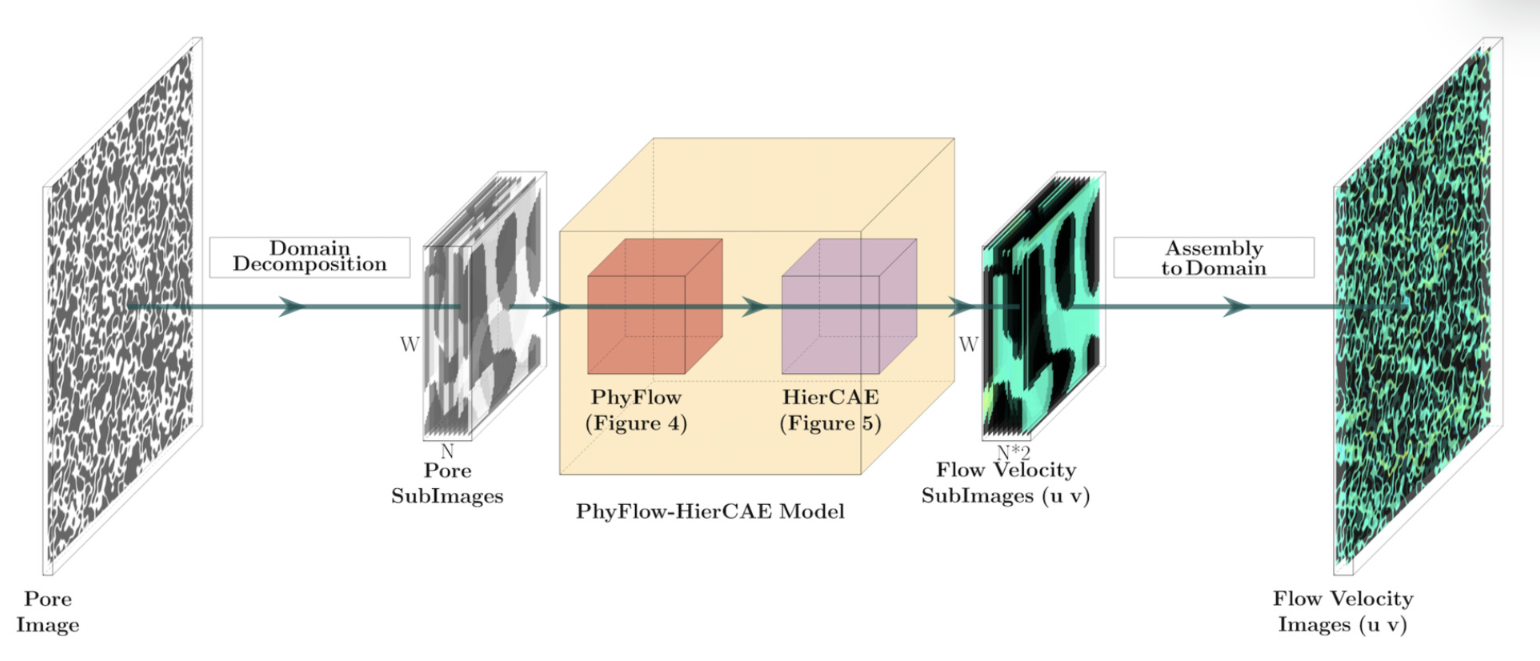 Domain
Decomposition
Assembly
to Domain
W
W
PhyFlow
(Figure 4)
HierCAE
(Figure 5)
N
N*2
Pore
SubImages
Flow Velocity
SubImages (u v)
PhyFlow-HierCAE Model
Pore
Image
Flow Velocity
Images (u v)